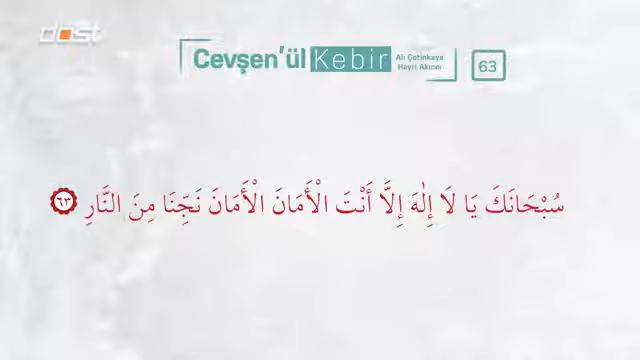 dost
Cevşen'ül Kebir
Ali Çetinkaya
Hayri Akıncı
63
سُبْحَانَكَ يَا لَا إِلٰهَ إِلَّا أَنْتَ الْأَمَانَ الْأَمَانَ نَجِّنَا مِنَ النَّارِ ٦٣